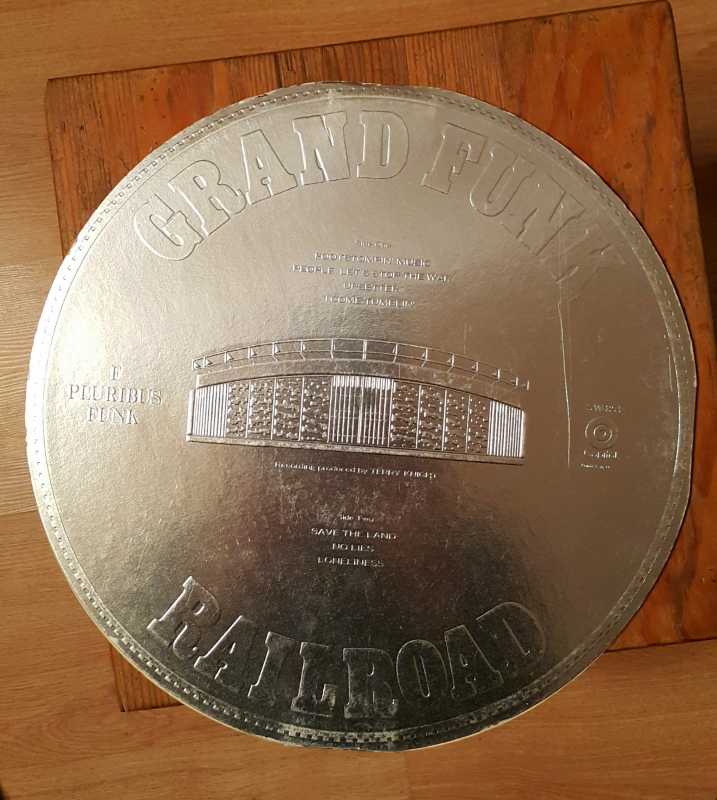 GRAND FUNK
Side One
FOOTSTOMPIN' MUSIC
PEOPLE, LET'S STOP THE WAR
UPSETTER
I COME TUMBLIN'
E
PLURIBUS
FUNK
Capitol
Recording produced by TERRY KNIGHT
Side Two
SAVE THE LAND
NO LIES
LONELINESS
RAILROAD